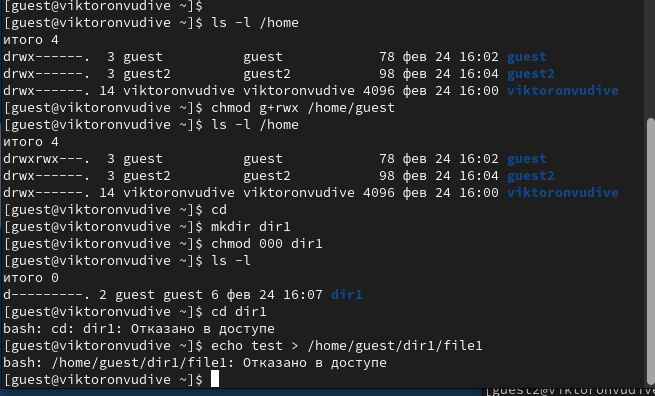 [guest@viktoronvudive ~]$
[guest@viktoronvudive ~]$ ls -l /home
итого 4
drwx------.  3 guest          guest            78 фев 24 16:02 guest
drwx------.  3 guest2         guest2           98 фев 24 16:04 guest2
drwx------. 14 viktoronvudive viktoronvudive 4096 фев 24 16:00 viktoronvudive
[guest@viktoronvudive ~]$ chmod g+rwx /home/guest
[guest@viktoronvudive ~]$ ls -l /home
итого 4
drwxrwx---.  3 guest          guest            78 фев 24 16:02 guest
drwx------.  3 guest2         guest2           98 фев 24 16:04 guest2
drwx------. 14 viktoronvudive viktoronvudive 4096 фев 24 16:00 viktoronvudive
[guest@viktoronvudive ~]$ cd
[guest@viktoronvudive ~]$ mkdir dir1
[guest@viktoronvudive ~]$ chmod 000 dir1
[guest@viktoronvudive ~]$ ls -l
итого 0
d---------. 2 guest guest 6 фев 24 16:07 dir1
[guest@viktoronvudive ~]$ cd dir1
bash: cd: dir1: Отказано в доступе
[guest@viktoronvudive ~]$ echo test > /home/guest/dir1/file1
bash: /home/guest/dir1/file1: Отказано в доступе
[guest@viktoronvudive ~]$
[guest2@viktoronvudive